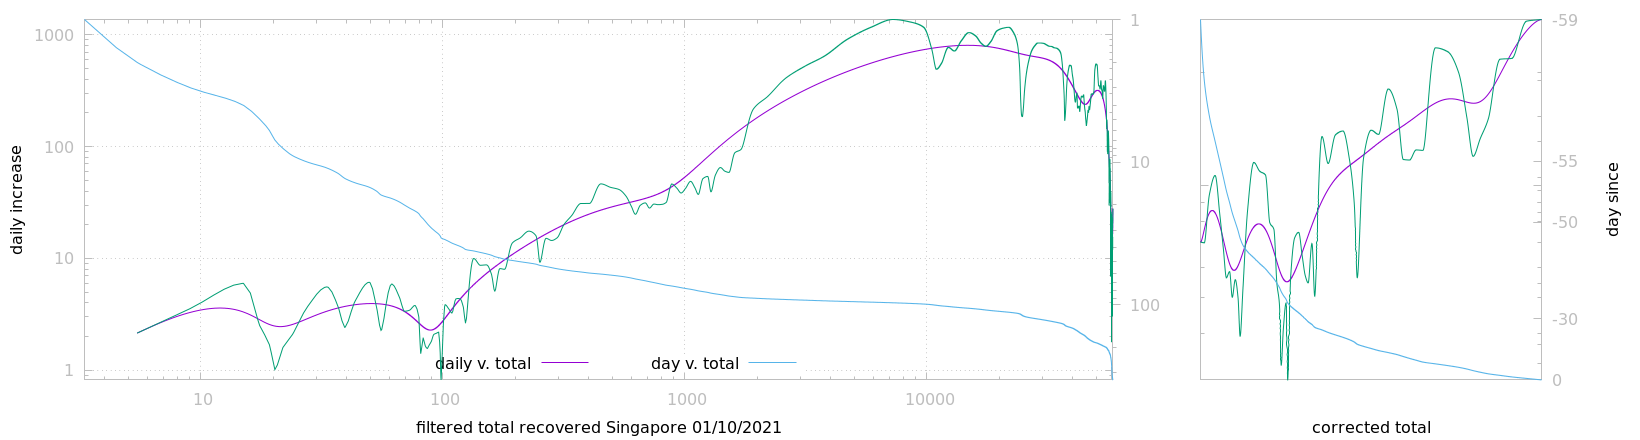 1000
100
10
1
daily increase
10
100
1000
10000
filtered total recovered Singapore 01/10/2021
daily v. total
day v. total
1
10
100
-59
-55
-50
-30
0
day since
corrected total